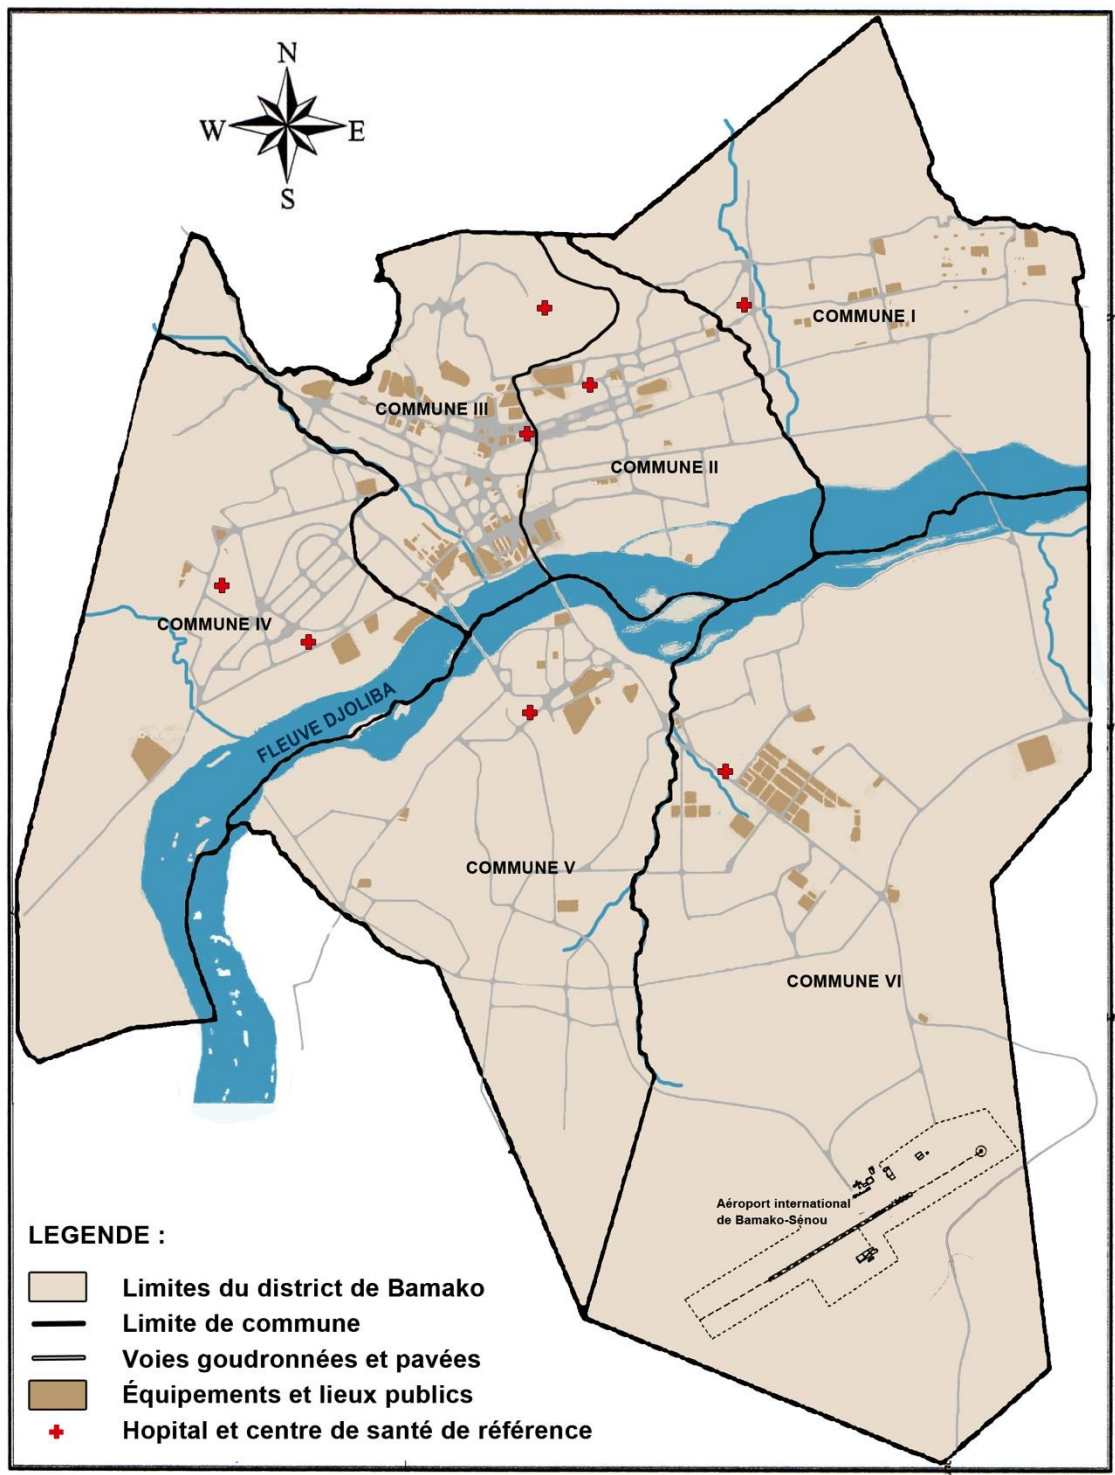 N
W E
S
COMMUNE I
COMMUNE III
COMMUNE II
COMMUNE IV
FLEUVE DJOLIBA
COMMUNE V
COMMUNE VI
Aéroport international
de Bamako-Sénou
LEGENDE :
Limites du district de Bamako
Limite de commune
Voies goudronnées et pavées
Équipements et lieux publics
Hopital et centre de santé de référence